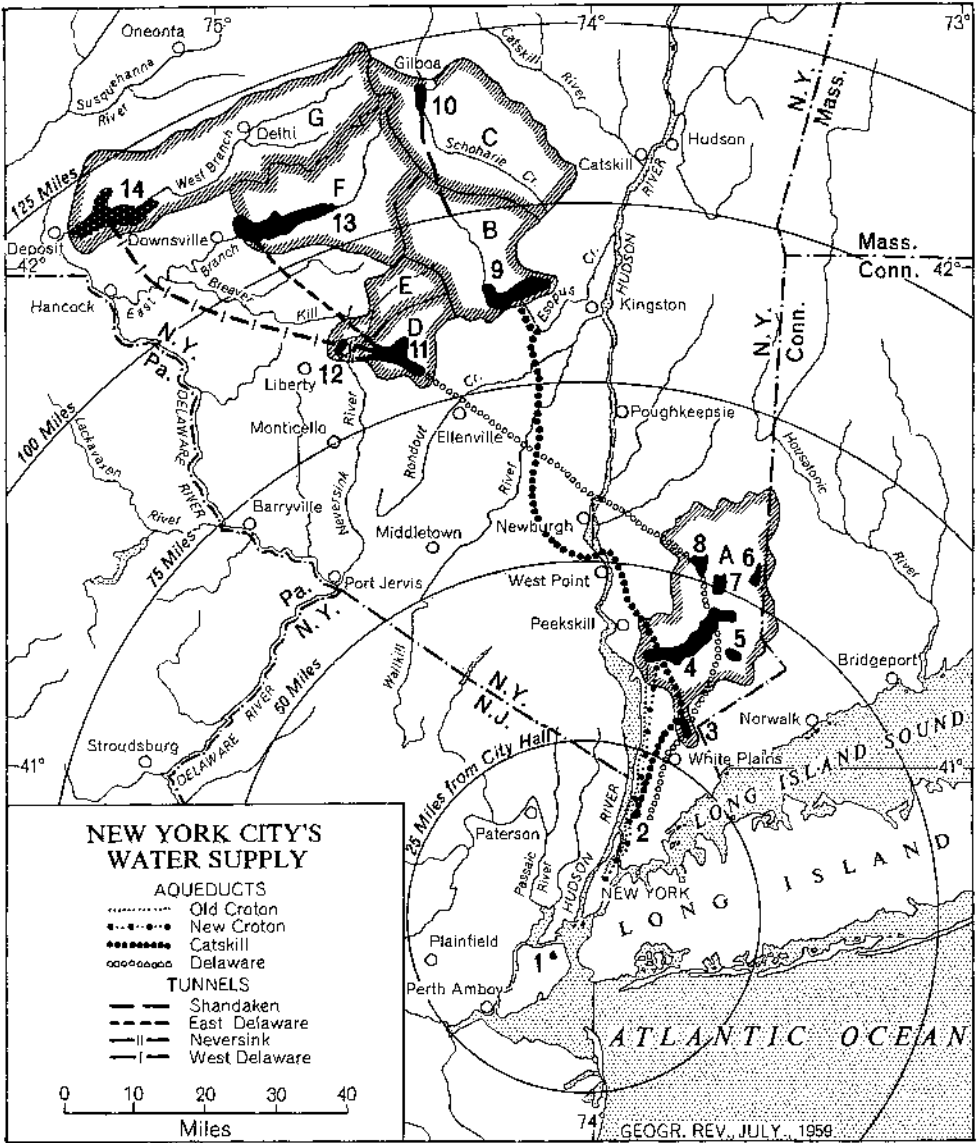 75°
74°
73°
Oneonta
Susquehanna
River
Gilboa
Catskill
River
N.Y.
Mass.
10
G
C
Delhi
Schoharie
Cr.
Hudson
Catskill
RIVER
West Branch
125 Miles
14
F
13
B
Deposit
Downsville
Branch
9
Cr.
HUDSON
Mass.
Conn.
42°
42°
Hancock
East
Beaver
Kill
E
Esopus
Kingston
N.Y.
Conn.
N.Y.
Pa.
D
11
12
Liberty
River
Cr.
Poughkeepsie
100 Miles
Lackawaxen
DELAWARE
Monticello
Rondout
Ellenville
River
Housatonic
RIVER
Neversink
Barryville
River
Middletown
Newburgh
75 Miles
8
A
6
7
River
Pa.
N.Y.
Port Jervis
West Point
Peekskill
5
4
Bridgeport
Wallkill
N.Y.
N.J.
50 Miles
RIVER
Stroudsburg
DELAWARE
3
Norwalk
LONG ISLAND SOUND
25 Miles from City Hall
White Plains
41°
41°
RIVER
2
Paterson
Passaic
River
HUDSON
NEW YORK
LONG ISLAND
Plainfield
1
Perth Amboy
ATLANTIC OCEAN
74°
NEW YORK CITY'S
WATER SUPPLY
AQUEDUCTS
Old Croton
New Croton
Catskill
Delaware
TUNNELS
Shandaken
East Delaware
Neversink
West Delaware
0 10 20 30 40
Miles
GEOGR. REV., JULY, 1959